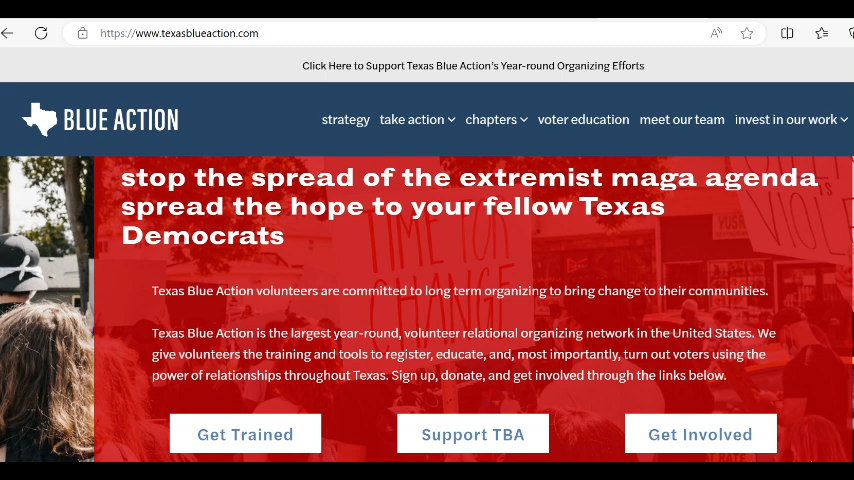 https://www.texasblueaction.com
Click Here to Support Texas Blue Action's Year-round Organizing Efforts
BLUE ACTION
strategy take action chapters voter education meet our team invest in our work
stop the spread of the extremist maga agenda
spread the hope to your fellow Texas
Democrats
TIME FOR
CHANGE
Texas Blue Action volunteers are committed to long term organizing to bring change to their communities.
Texas Blue Action is the largest year-round, volunteer relational organizing network in the United States. We
give volunteers the training and tools to register, educate, and, most importantly, turn out voters using the
power of relationships throughout Texas. Sign up, donate, and get involved through the links below.
Get Trained Support TBA Get Involved